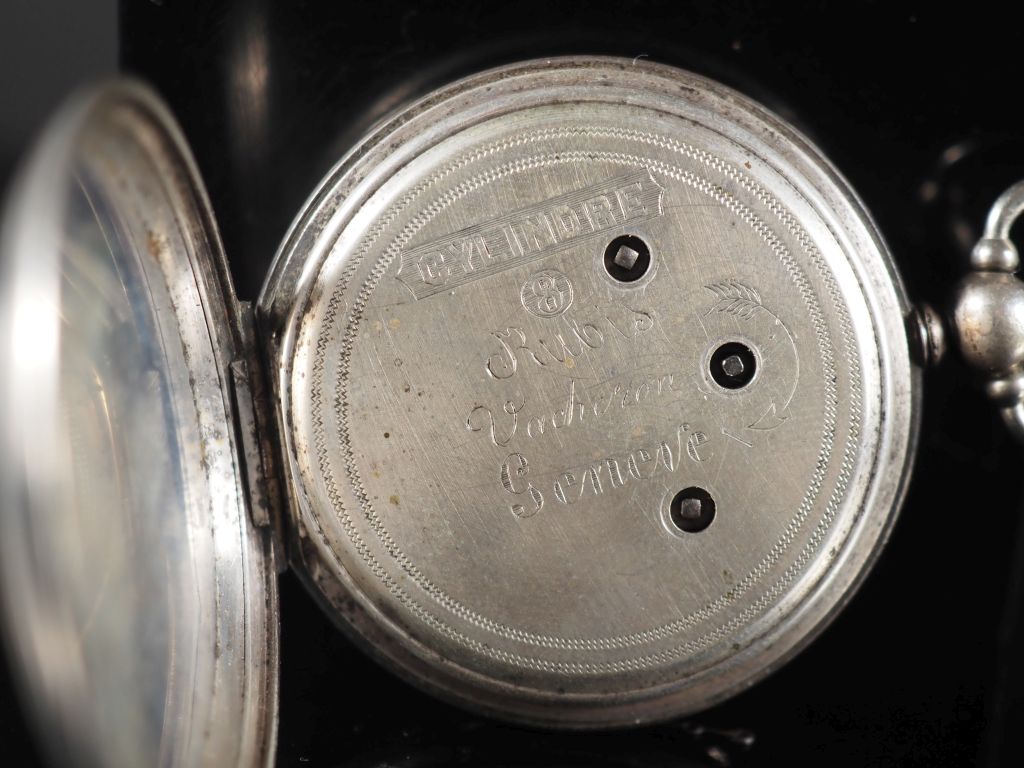 CYLINDRE
8
Rubis
Vacheron
Geneve